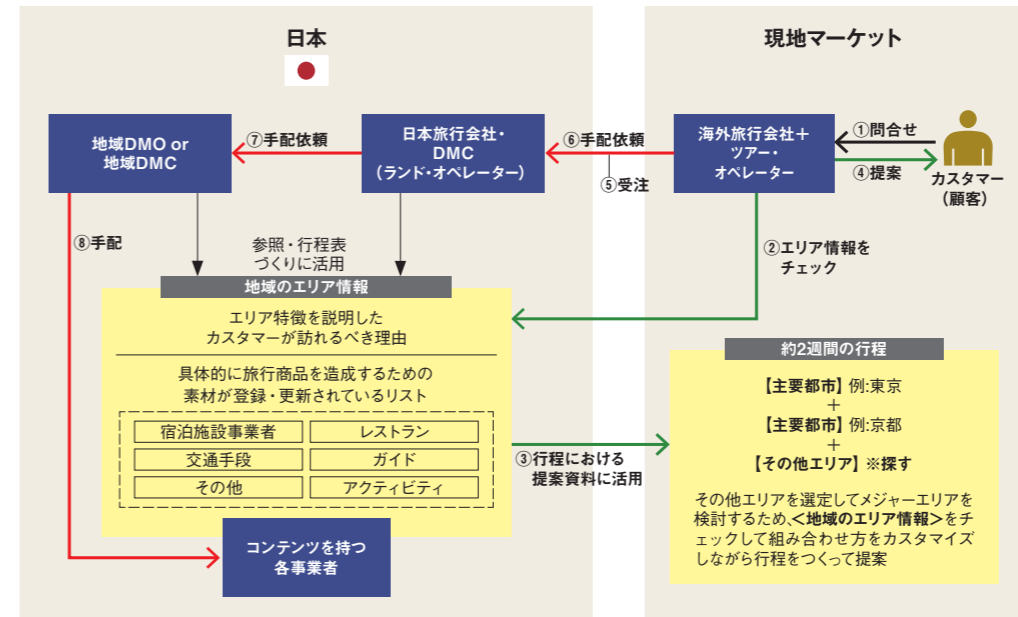 日本
現地マーケット
地域DMO or
地域DMC
⑦手配依頼
日本旅行会社・
DMC
（ランド・オペレーター）
⑥手配依頼
⑤受注
海外旅行会社＋
ツアー・
オペレーター
①問合せ
④提案
カスタマー
（顧客）
⑧手配
参照・行程表
づくりに活用
②エリア情報を
チェック
地域のエリア情報
エリア特徴を説明した
カスタマーが訪れるべき理由
具体的に旅行商品を造成するための
素材が登録・更新されているリスト
宿泊施設事業者
レストラン
交通手段
ガイド
その他
アクティビティ
③行程における
提案資料に活用
コンテンツを持つ
各事業者
約2週間の行程
【主要都市】例:東京
＋
【主要都市】例:京都
＋
【その他エリア】※探す
その他エリアを選定してメジャーエリアを
検討するため、＜地域のエリア情報＞をチ
ェックして組み合わせ方をカスタマイズ
しながら行程をつくって提案